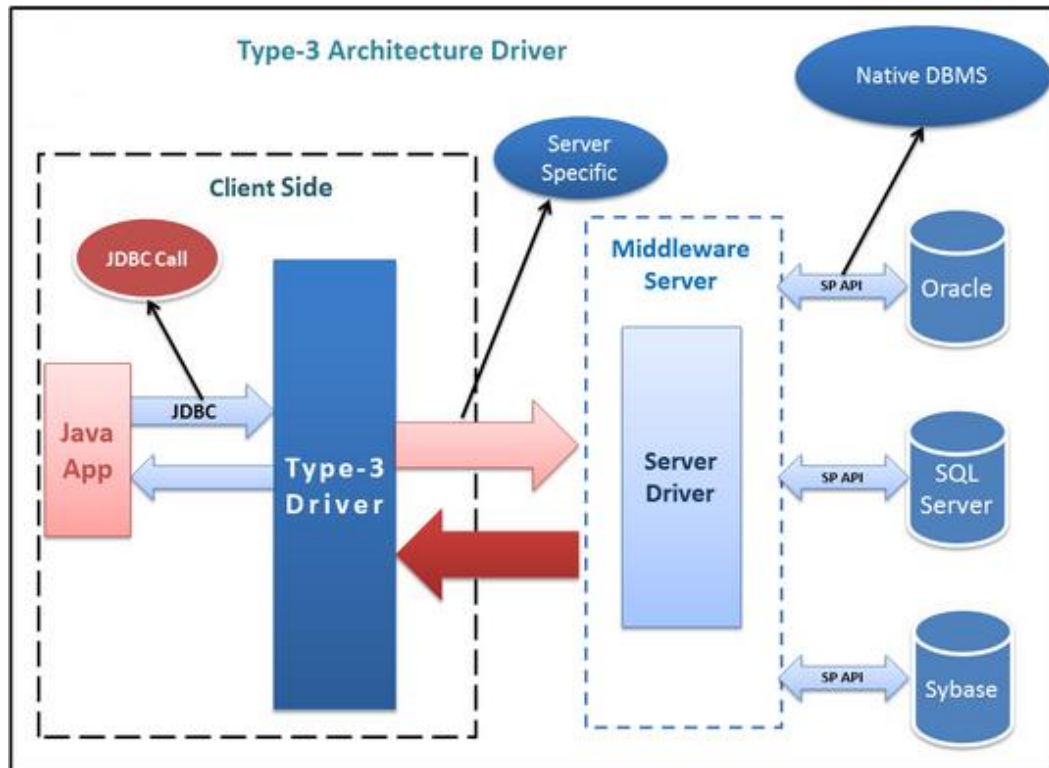 Type-3 Architecture Driver
Native DBMS
Server
Specific
Client Side
JDBC Call
Middleware
Server
SP API
Oracle
JDBC
Java
App
Type-3
Driver
Server
Driver
SP API
SQL
Server
SP API
Sybase